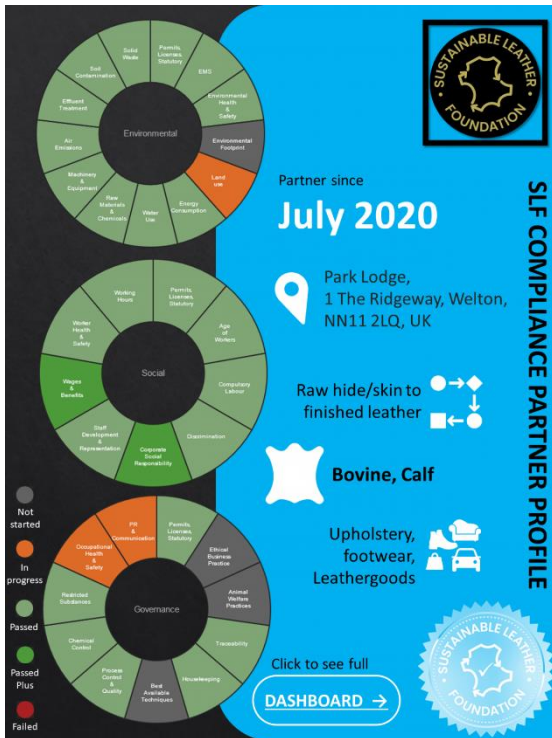 Solid
Waste
Permits,
Licenses,
Statutory
EMS
Environmental
Health
&
Safety
Environmental
Footprint
Land
use
Energy
Consumption
Water
Use
Raw
Materials
&
Chemicals
Machinery
&
Equipment
Air
Emissions
Effluent
Treatment
Soil
Contamination
Environmental
SUSTAINABLE LEATHER
FOUNDATION
Partner since
July 2020
Park Lodge,
1 The Ridgeway, Welton,
NN11 2LQ, UK
SLF COMPLIANCE PARTNER PROFILE
Working
Hours
Permits,
Licenses,
Statutory
Age
of
Workers
Compulsory
Labour
Discrimination
Corporate
Social
Responsibility
Staff
Development
&
Representation
Wages
&
Benefits
Worker
Health
&
Safety
Social
Raw hide/skin to
finished leather
Bovine, Calf
Upholstery,
footwear,
Leathergoods
Not
started
In
progress
Passed
Passed
Plus
Failed
PR
&
Communication
Permits,
Licenses,
Statutory
Ethical
Business
Practice
Animal
Welfare
Practices
Traceability
Housekeeping
Best
Available
Techniques
Process
Control
&
Quality
Chemical
Control
Restricted
Substances
Occupational
Health
&
Safety
Governance
Click to see full
DASHBOARD →
SUSTAINABLE LEATHER
FOUNDATION